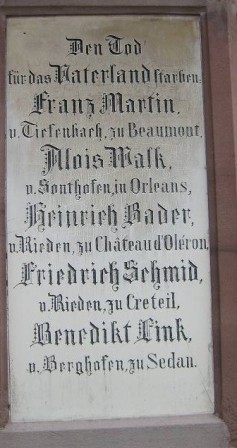 Den Tod
für das Vaterland starben:
Franz Martin,
v. Tiefenbach, zu Beaumont,
Alois Walk,
v. Sonthofen, in Orleans,
Heinrich Bader,
v. Rieden, zu Château d'Oléron,
Friedrich Schmid,
v. Rieden, zu Creteil,
Benedikt Fink,
v. Berghofen, zu Sedan.